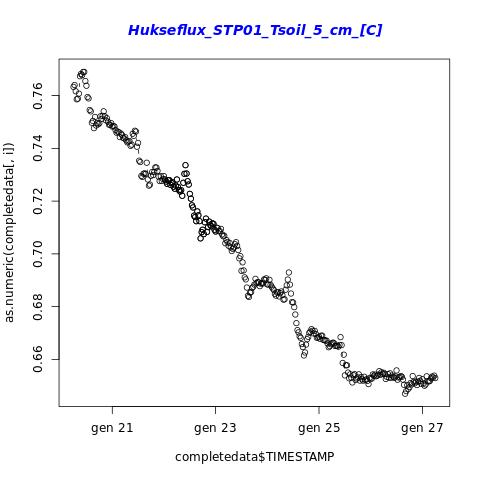 Hukseflux_STP01_Tsoil_5_cm_[C]
as.numeric(completedata[, i])
0.76
0.74
0.72
0.70
0.68
0.66
gen 21
gen 23
gen 25
gen 27
completedata$TIMESTAMP